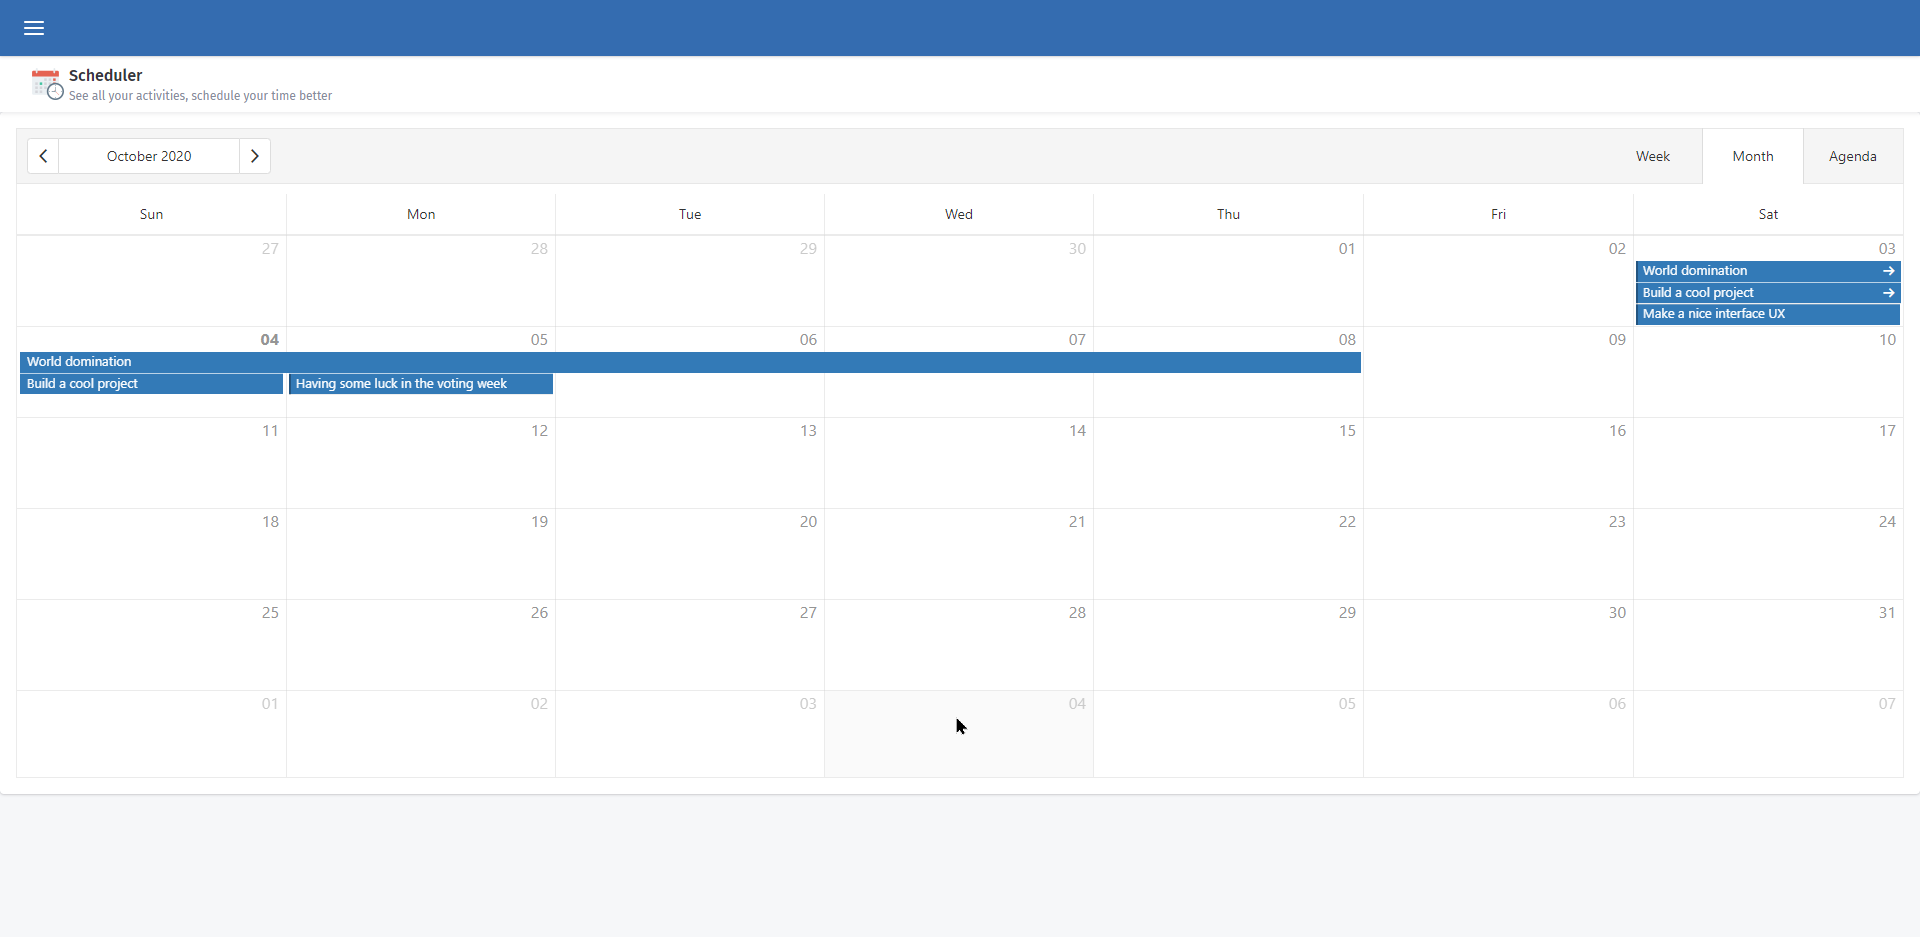 Scheduler
See all your activities, schedule your time better
October 2020
Week Month Agenda
Sun Mon Tue Wed Thu Fri Sat
27 28 29 30 01 02 03
World domination
Build a cool project
Make a nice interface UX
04 05 06 07 08 09 10
World domination
Build a cool project Having some luck in the voting week
11 12 13 14 15 16 17
18 19 20 21 22 23 24
25 26 27 28 29 30 31
01 02 03 04 05 06 07